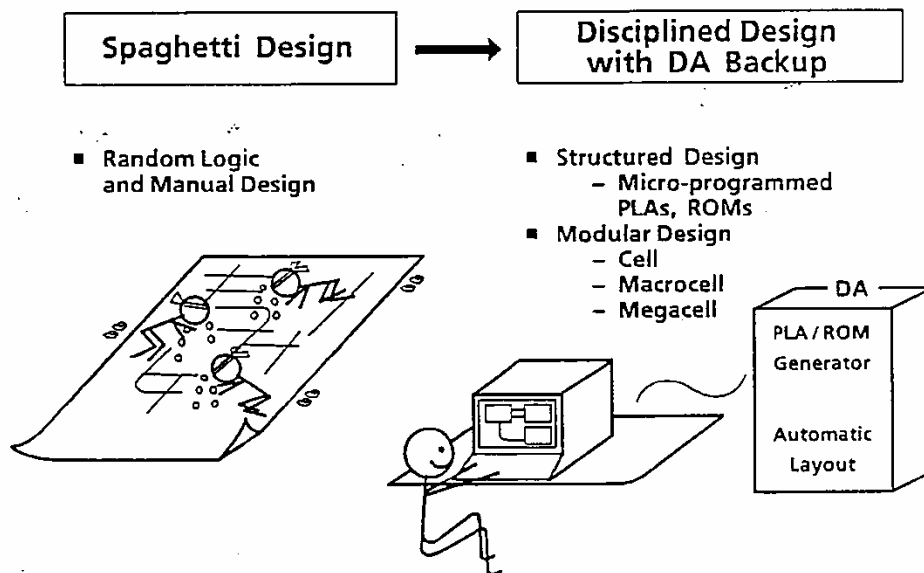 Spaghetti Design
Disciplined Design
with DA Backup
▪ Random Logic
and Manual Design
▪ Structured Design
– Micro-programmed
PLAs, ROMs
▪ Modular Design
– Cell
– Macrocell
– Megacell
DA
PLA / ROM
Generator
Automatic
Layout